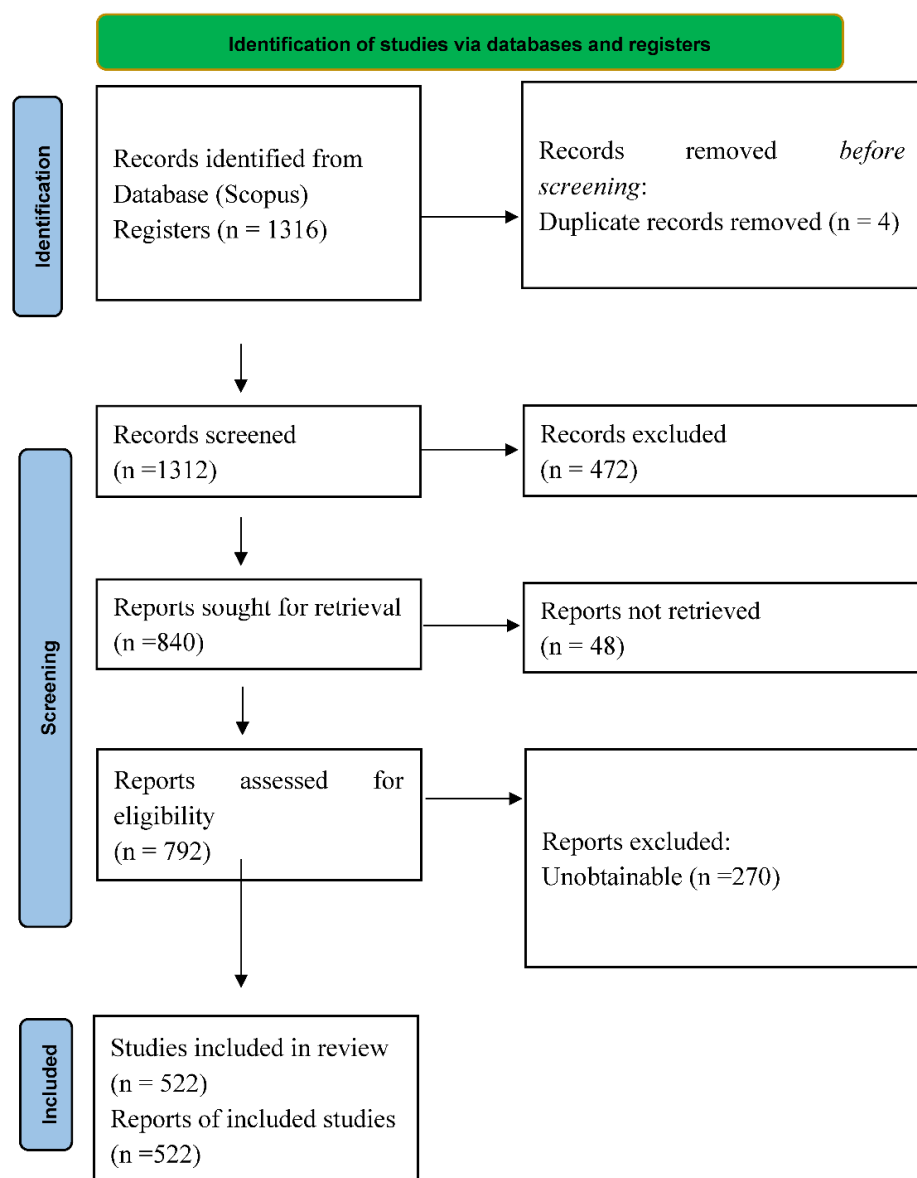 Identification of studies via databases and registers
Identification
Records identified from
Database (Scopus)
Registers (n = 1316)
Records removed before
screening:
Duplicate records removed (n = 4)
Screening
Records screened
(n =1312)
Records excluded
(n = 472)
Reports sought for retrieval
(n =840)
Reports not retrieved
(n = 48)
Reports assessed for
eligibility
(n = 792)
Reports excluded:
Unobtainable (n =270)
Included
Studies included in review
(n = 522)
Reports of included studies
(n =522)